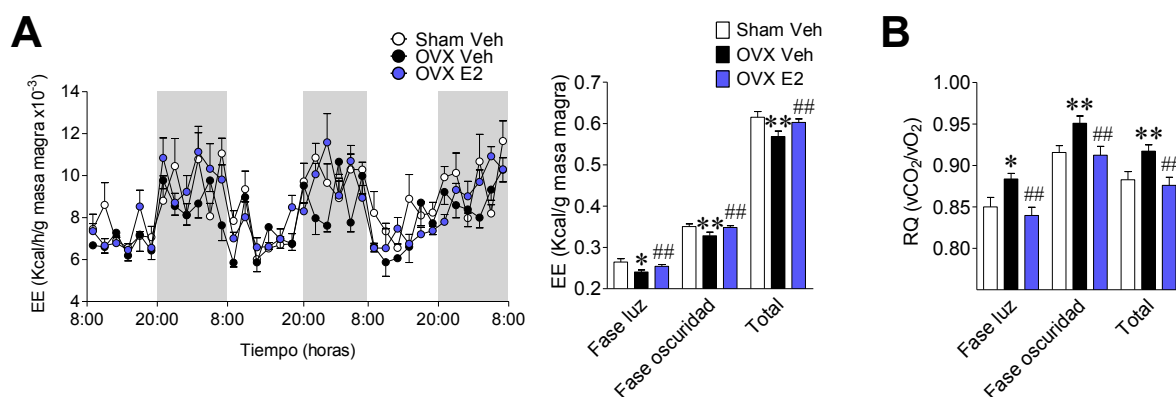 A
Sham Veh
OVX Veh
OVX E2
EE (Kcal/h/g masa magra x10-3)
14
12
10
8
6
4
8:00
20:00
8:00
20:00
8:00
20:00
8:00
Tiempo (horas)
Sham Veh
OVX Veh
OVX E2
EE (Kcal/g masa magra)
0.7
0.6
0.5
0.4
0.3
0.2
*
##
**
##
**
##
Fase luz
Fase oscuridad
Total
B
RQ (vCO2/vO2)
1.00
0.95
0.90
0.85
0.80
*
##
**
##
**
##
Fase luz
Fase oscuridad
Total